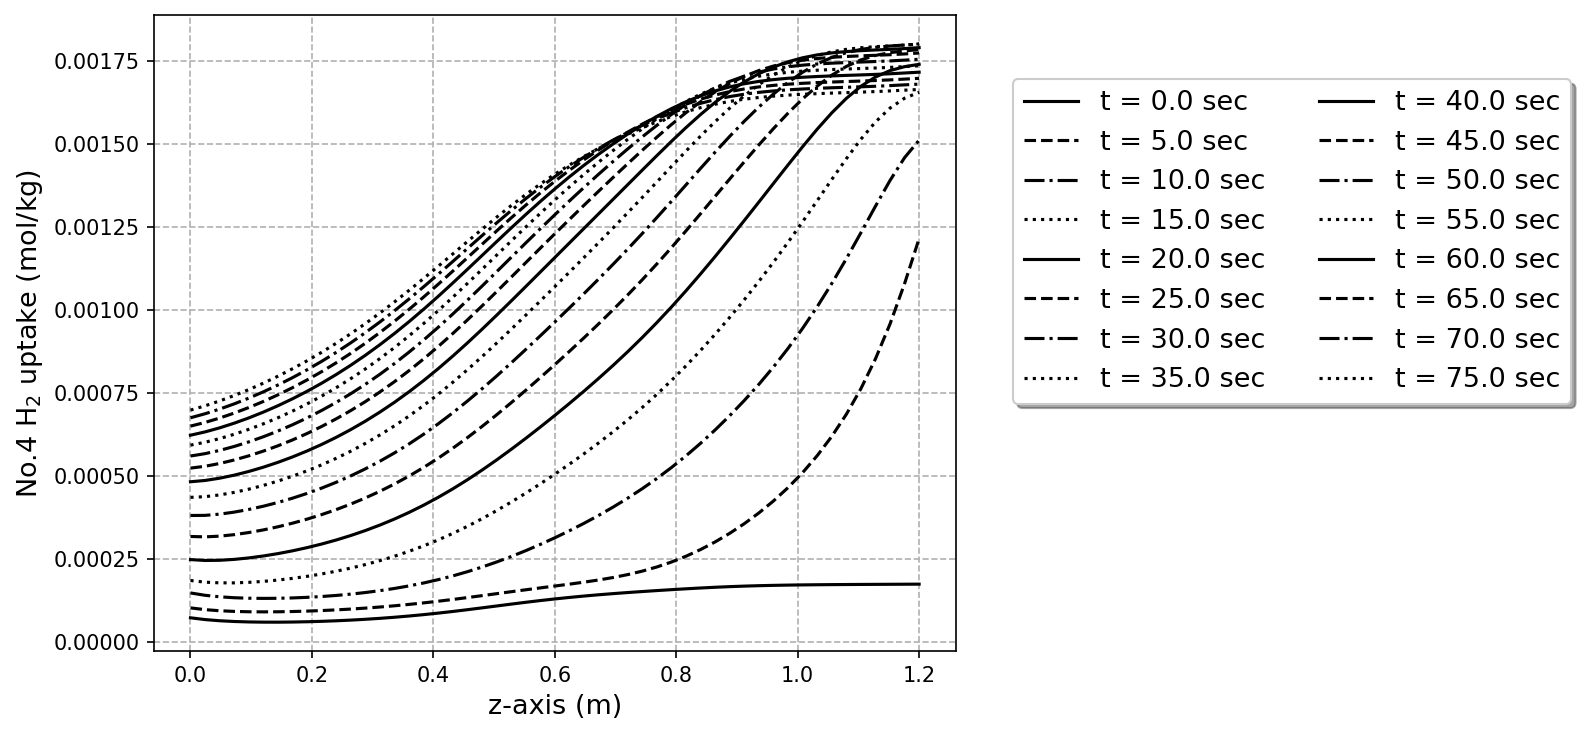 0.00175
0.00150
0.00125
0.00100
0.00075
0.00050
0.00025
0.00000
No.4 H₂ uptake (mol/kg)
0.0 0.2 0.4 0.6 0.8 1.0 1.2
z-axis (m)
t = 0.0 sec t = 40.0 sec
t = 5.0 sec t = 45.0 sec
t = 10.0 sec t = 50.0 sec
t = 15.0 sec t = 55.0 sec
t = 20.0 sec t = 60.0 sec
t = 25.0 sec t = 65.0 sec
t = 30.0 sec t = 70.0 sec
t = 35.0 sec t = 75.0 sec